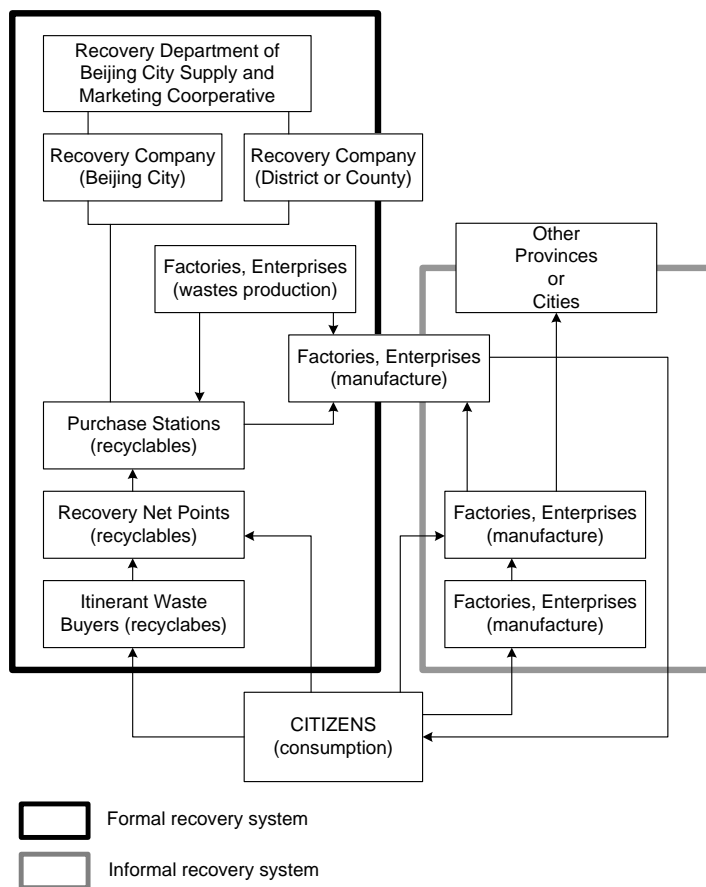 Recovery Department of
Beijing City Supply and
Marketing Coorperative
Recovery Company
(Beijing City)
Recovery Company
(District or County)
Factories, Enterprises
(wastes production)
Other
Provinces
or
Cities
Factories, Enterprises
(manufacture)
Purchase Stations
(recyclables)
Recovery Net Points
(recyclables)
Factories, Enterprises
(manufacture)
Itinerant Waste
Buyers (recyclabes)
Factories, Enterprises
(manufacture)
CITIZENS
(consumption)
Formal recovery system
Informal recovery system